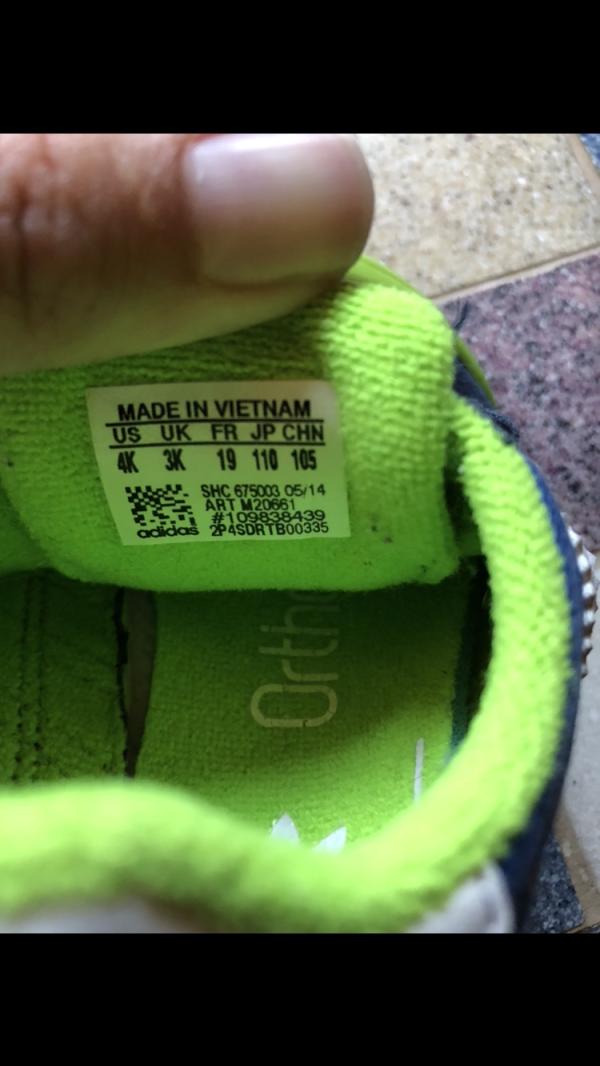 MADE IN VIETNAM
US UK FR JP CHN
4K 3K 19 110 105
SHC 675003 05/14
ART M20661
#109838439
adidas 2P4SDRTB00335
Ortho